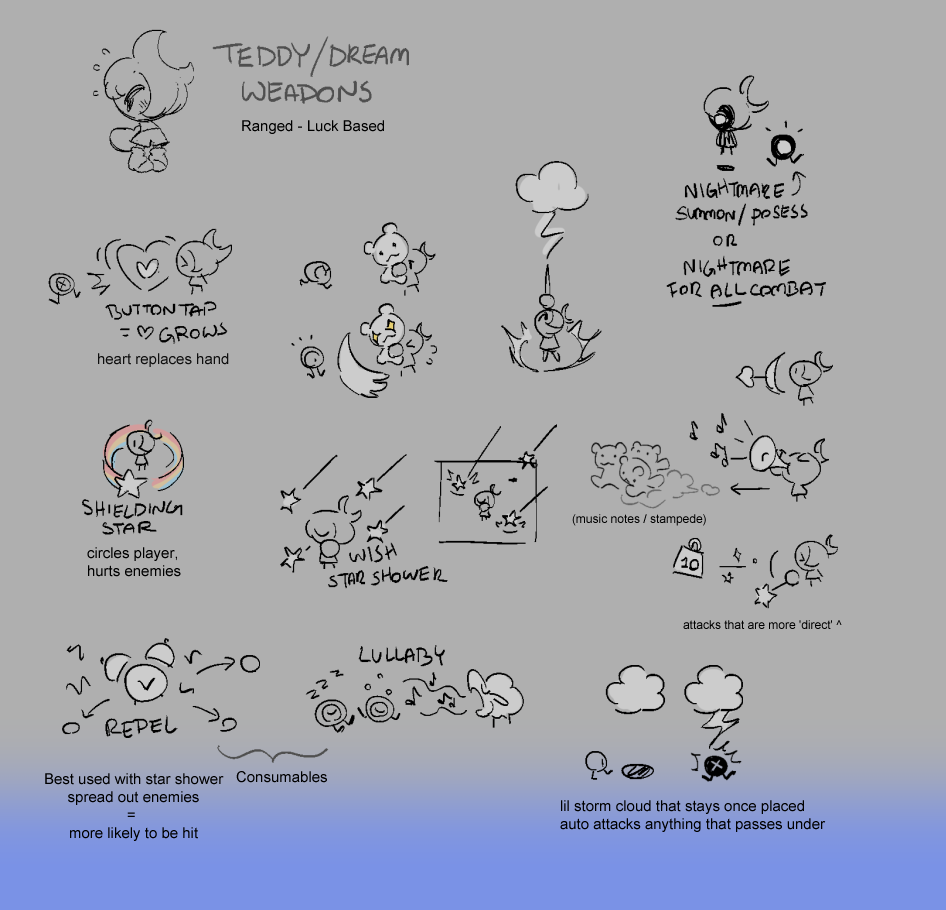 TEDDY/DREAM
WEADONS
Ranged - Luck Based
NIGHTMARE
SUMMON/POSESS
OR
NIGHTMARE
FOR ALL COMBAT
BUTTON TAP
= ♡ GROWS
heart replaces hand
SHIELDING
STAR
circles player,
hurts enemies
WISH
STAR SHOWER
(music notes / stampede)
10
attacks that are more 'direct' ^
REPEL
LULLABY
zzz
Consumables
Best used with star shower
spread out enemies
=
more likely to be hit
lil storm cloud that stays once placed
auto attacks anything that passes under